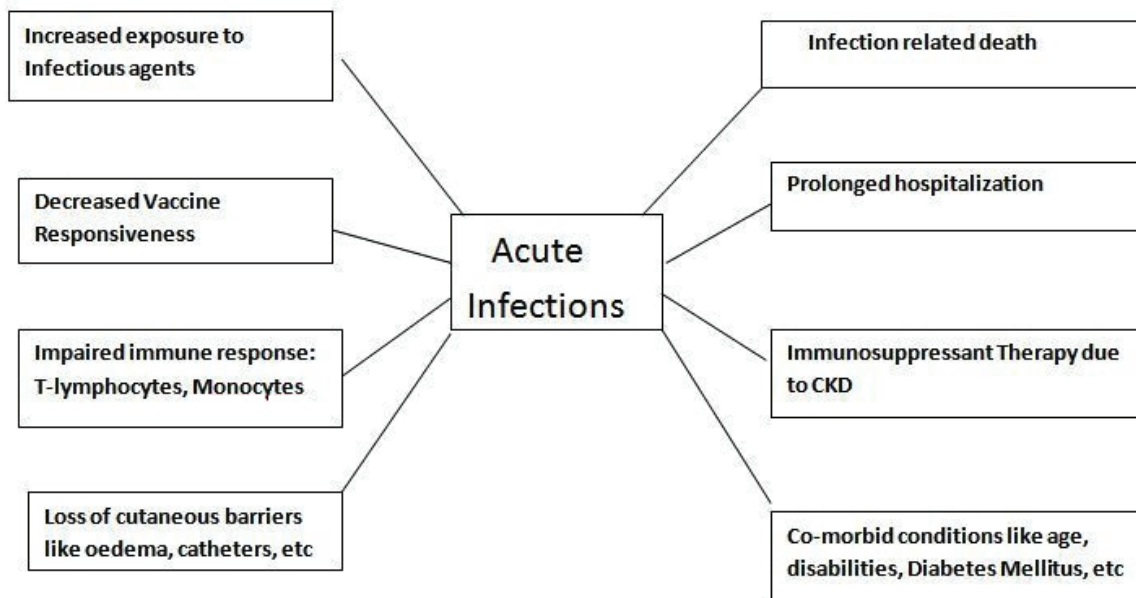 Increased exposure to
Infectious agents
Decreased Vaccine
Responsiveness
Impaired immune response:
T-lymphocytes, Monocytes
Loss of cutaneous barriers
like oedema, catheters, etc
Acute
Infections
Infection related death
Prolonged hospitalization
Immunosuppressant Therapy due
to CKD
Co-morbid conditions like age,
disabilities, Diabetes Mellitus, etc